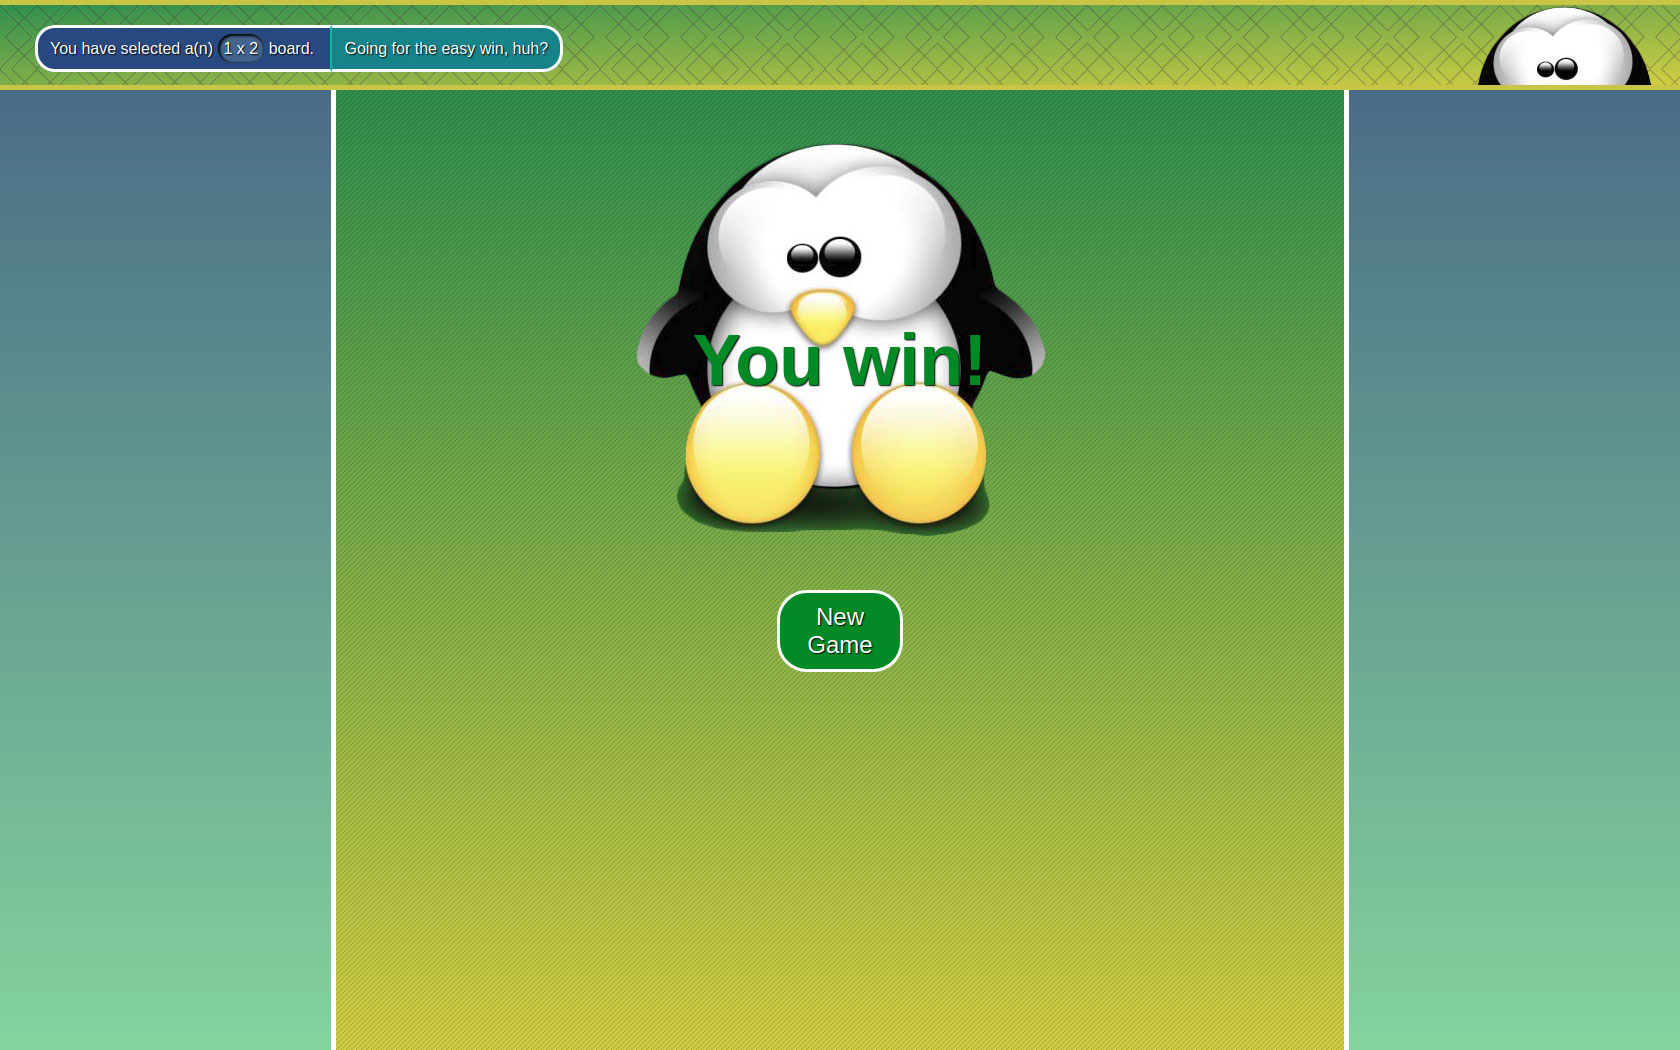 You have selected a(n) 1 x 2 board. Going for the easy win, huh?
You win!
New
Game